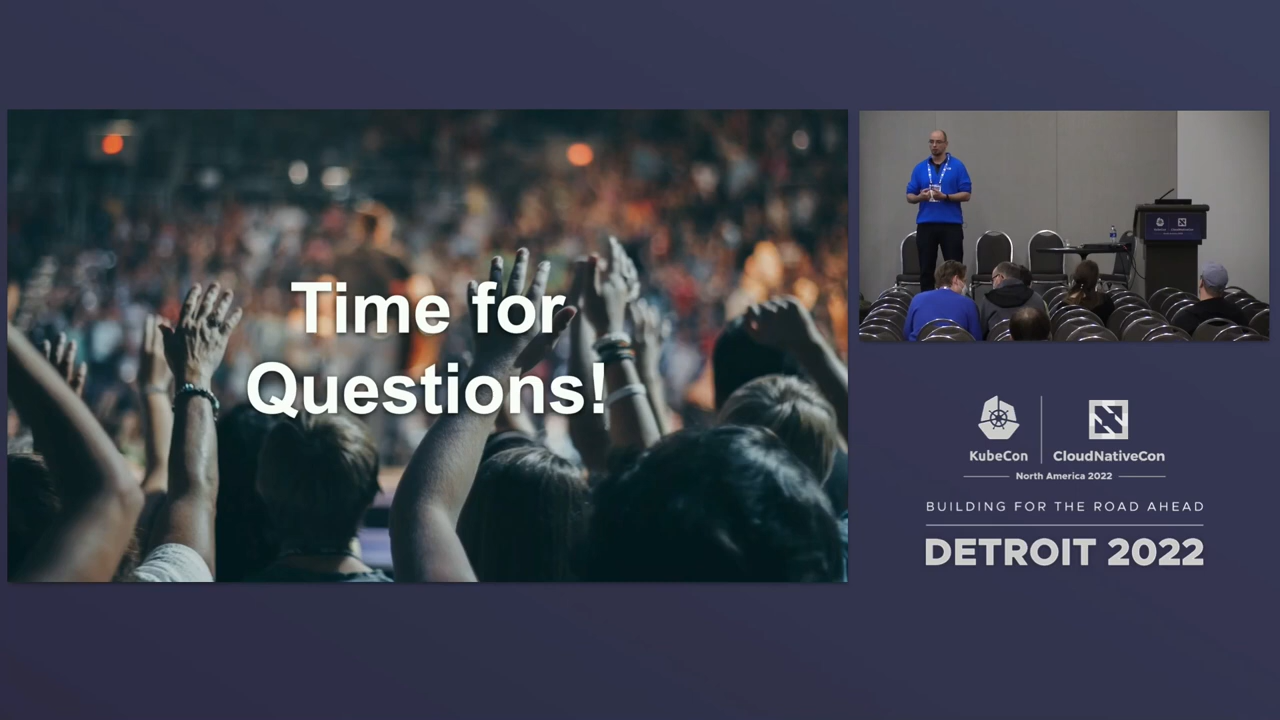 Time for
Questions!
KubeCon
CloudNativeCon
North America 2022
BUILDING FOR THE ROAD AHEAD
DETROIT 2022